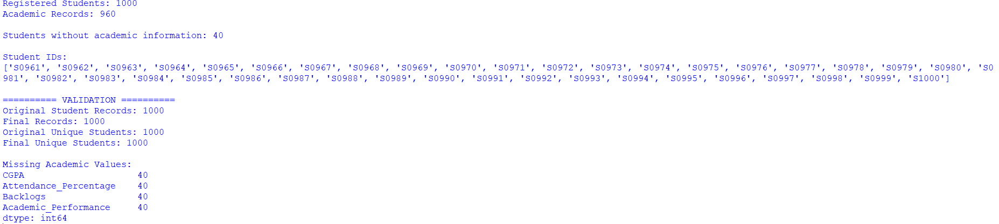 Registered Students: 1000
Academic Records: 960
Students without academic information: 40
Student IDs:
['S0961', 'S0962', 'S0963', 'S0964', 'S0965', 'S0966', 'S0967', 'S0968', 'S0969', 'S0970', 'S0971', 'S0972', 'S0973', 'S0974', 'S0975', 'S0976', 'S0977', 'S0978', 'S0979', 'S0980', 'S0
981', 'S0982', 'S0983', 'S0984', 'S0985', 'S0986', 'S0987', 'S0988', 'S0989', 'S0990', 'S0991', 'S0992', 'S0993', 'S0994', 'S0995', 'S0996', 'S0997', 'S0998', 'S0999', 'S1000']
========== VALIDATION ==========
Original Student Records: 1000
Final Records: 1000
Original Unique Students: 1000
Final Unique Students: 1000
Missing Academic Values:
CGPA                     40
Attendance_Percentage    40
Backlogs                 40
Academic_Performance     40
dtype: int64